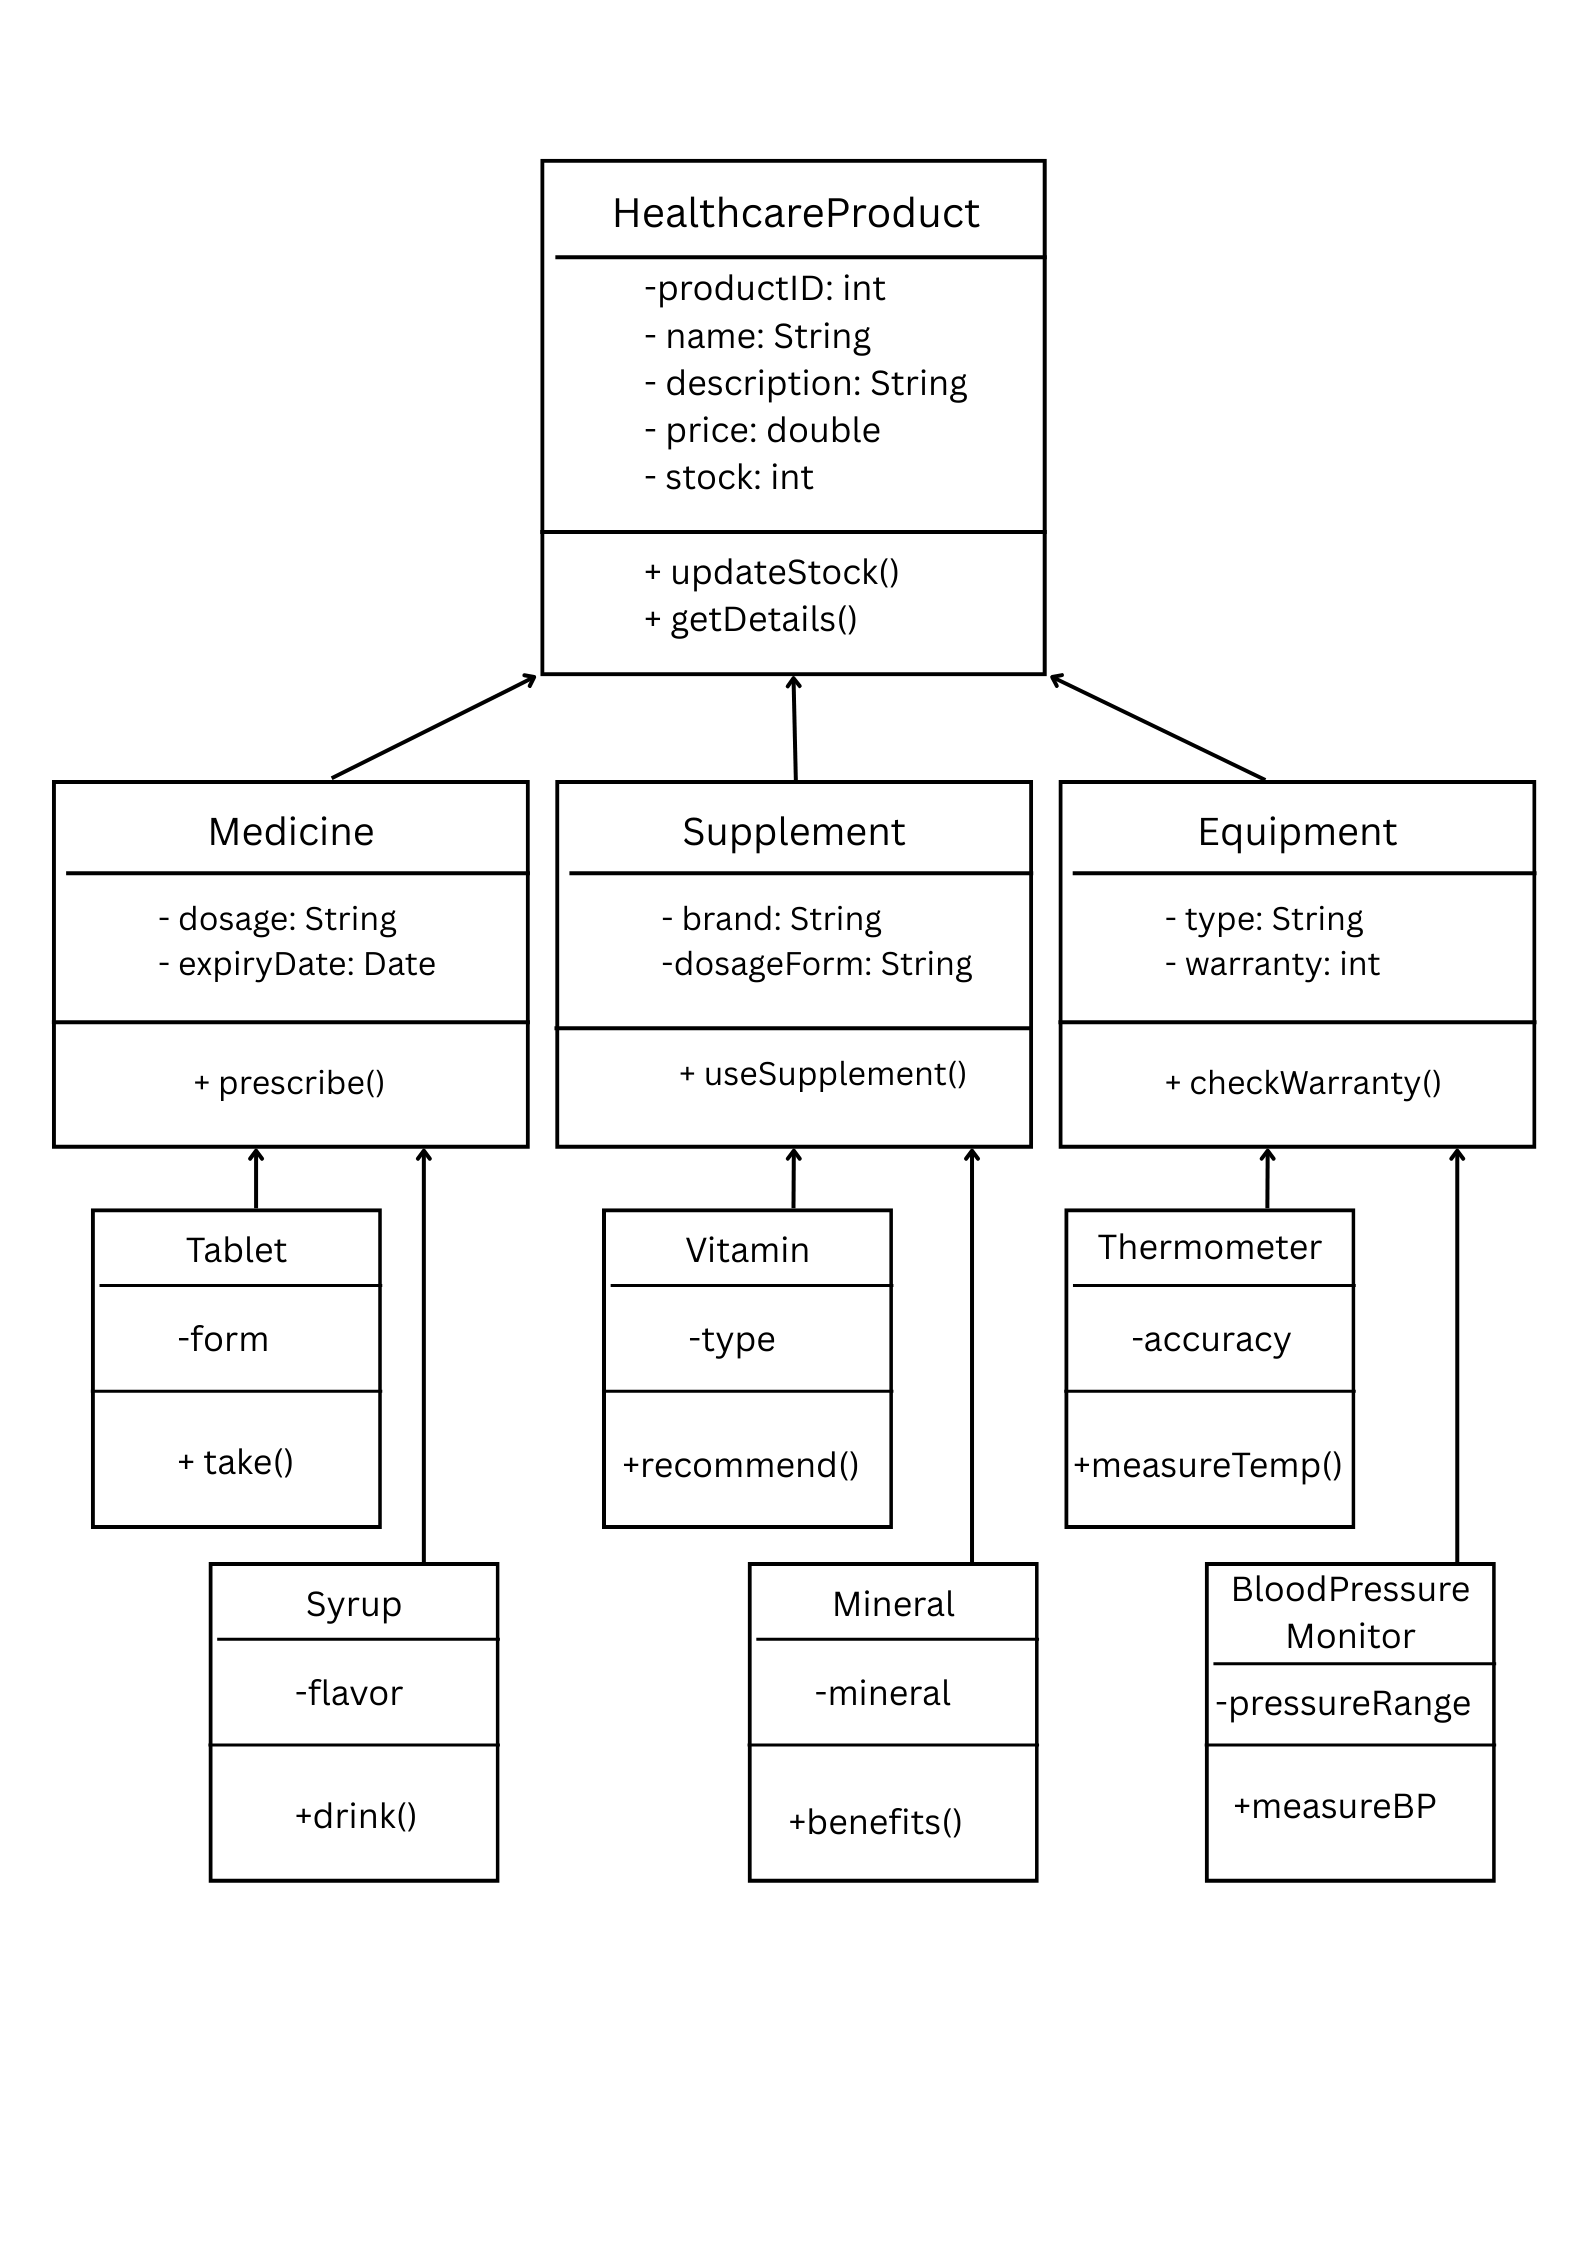 HealthcareProduct
-productID: int
- name: String
- description: String
- price: double
- stock: int
+ updateStock()
+ getDetails()
Medicine
- dosage: String
- expiryDate: Date
+ prescribe()
Supplement
- brand: String
-dosageForm: String
+ useSupplement()
Equipment
- type: String
- warranty: int
+ checkWarranty()
Tablet
-form
+ take()
Vitamin
-type
+recommend()
Thermometer
-accuracy
+measureTemp()
Syrup
-flavor
+drink()
Mineral
-mineral
+benefits()
BloodPressure
Monitor
-pressureRange
+measureBP